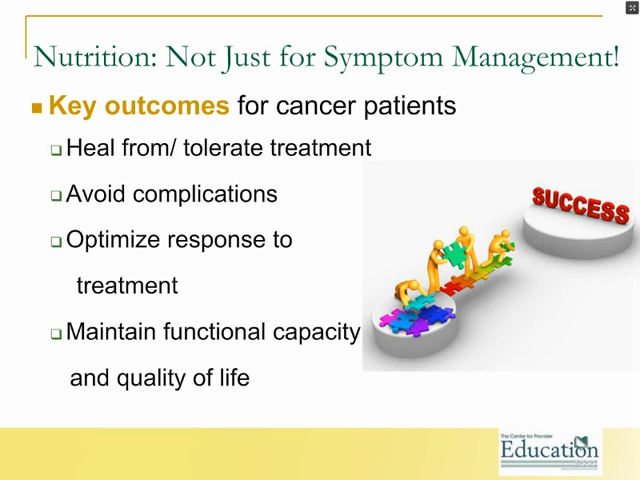 Nutrition: Not Just for Symptom Management!
Key outcomes for cancer patients
Heal from/ tolerate treatment
Avoid complications
Optimize response to
treatment
Maintain functional capacity
and quality of life
SUCCESS
The Center for Provider
Education